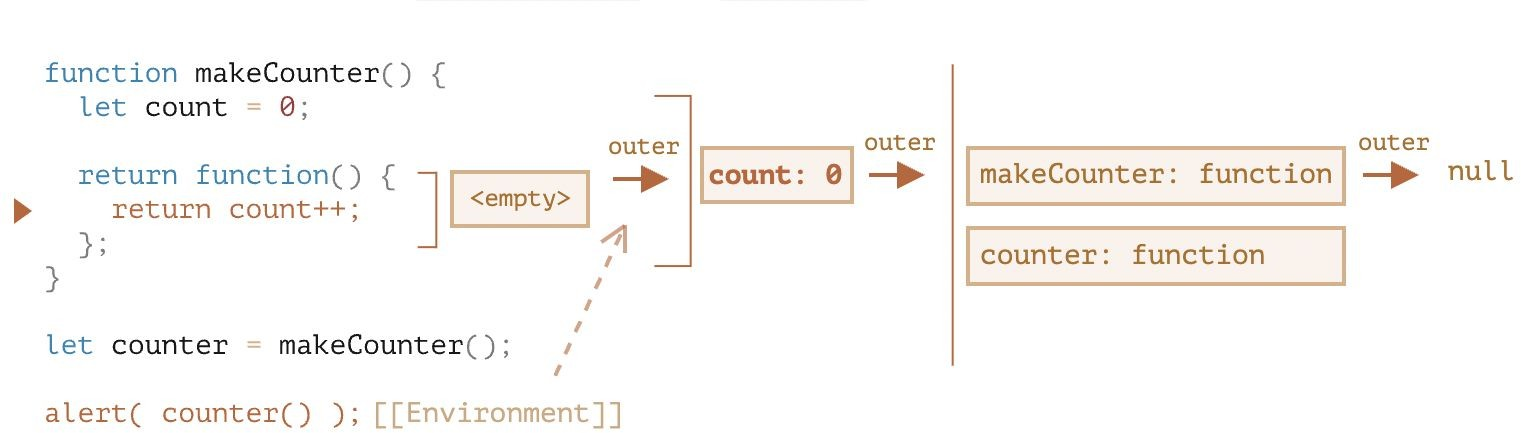 function makeCounter() {
let count = 0;
return function() {
return count++;
};
}
let counter = makeCounter();
alert( counter() );
[[Environment]]
<empty>
outer
count: 0
outer
makeCounter: function
counter: function
outer
null